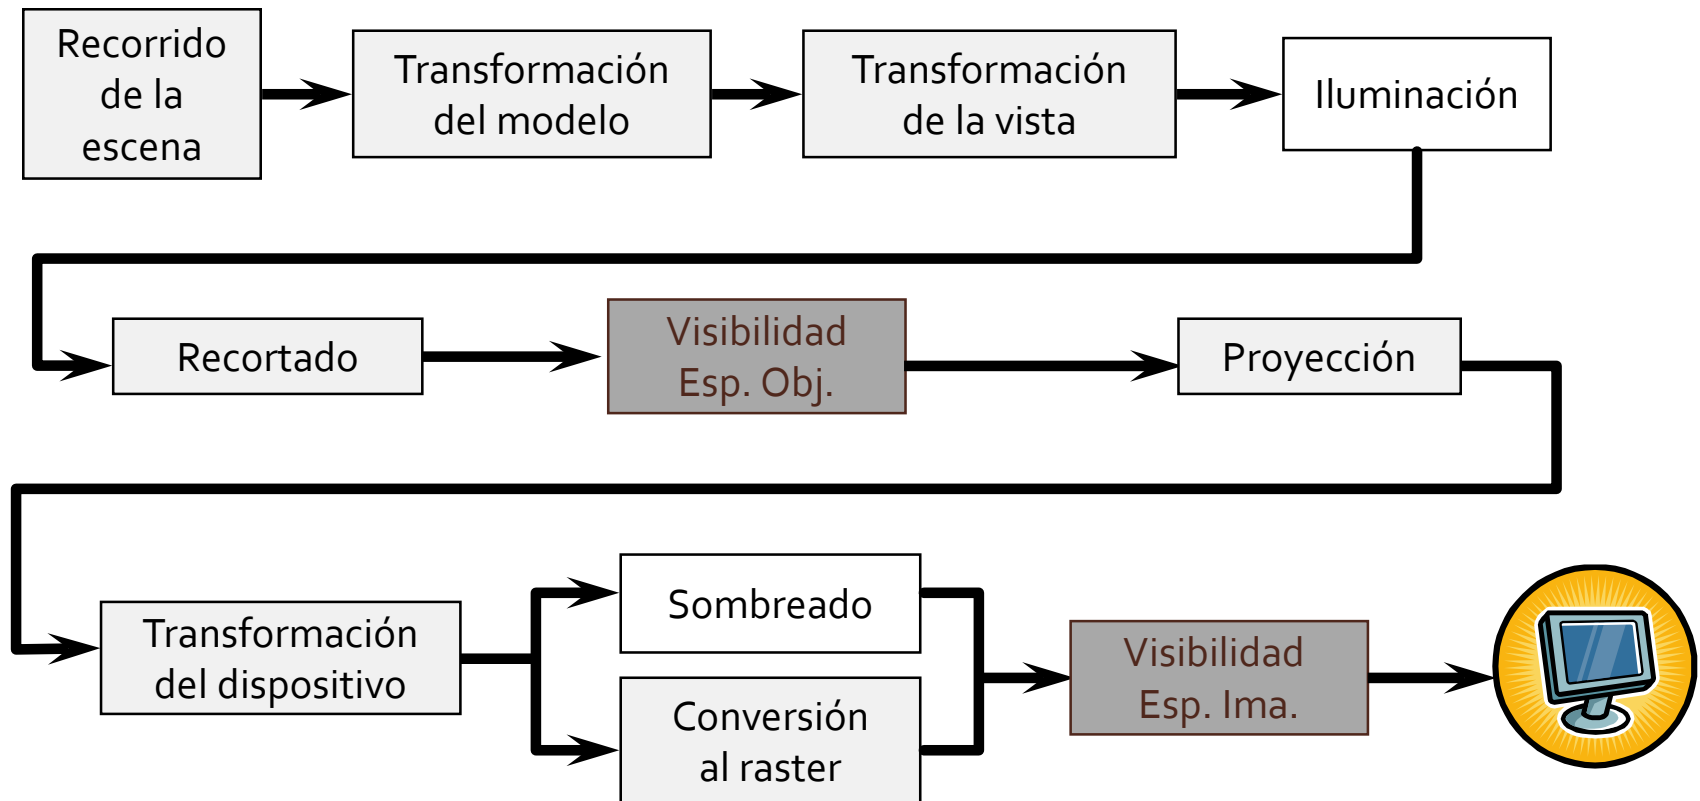 Recorrido
de la
escena
Transformación
del modelo
Transformación
de la vista
Iluminación
Recortado
Visibilidad
Esp. Obj.
Proyección
Transformación
del dispositivo
Sombreado
Conversión
al raster
Visibilidad
Esp. Ima.